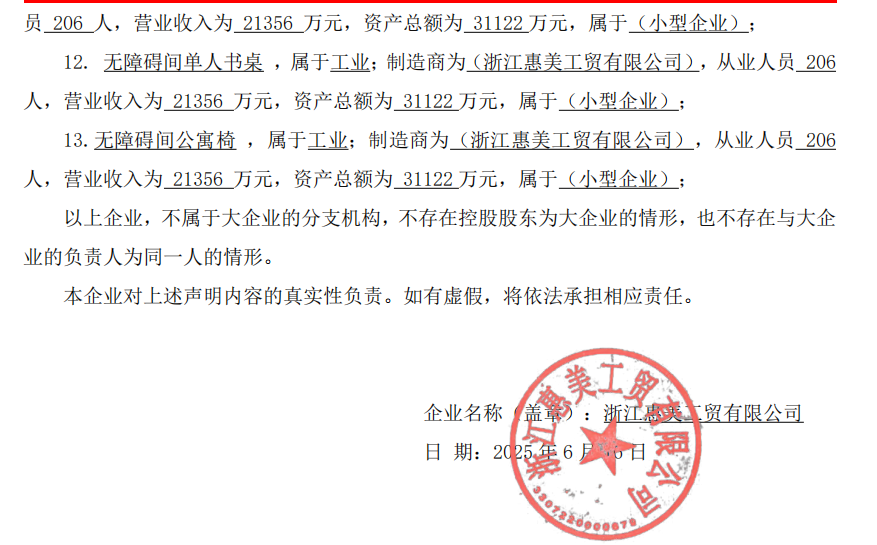 员 206 人，营业收入为 21356 万元，资产总额为 31122 万元，属于（小型企业）；
12. 无障碍间单人书桌 ，属于工业；制造商为（浙江惠美工贸有限公司），从业人员 206
人，营业收入为 21356 万元，资产总额为 31122 万元，属于（小型企业）；
13.无障碍间公寓椅 ，属于工业；制造商为（浙江惠美工贸有限公司），从业人员 206
人，营业收入为 21356 万元，资产总额为 31122 万元，属于（小型企业）；
以上企业，不属于大企业的分支机构，不存在控股股东为大企业的情形，也不存在与大企
业的负责人为同一人的情形。
本企业对上述声明内容的真实性负责。如有虚假，将依法承担相应责任。
企业名称（盖章）：浙江惠美工贸有限公司
日 期：2025 年 6 月 6 日
浙江惠美工贸有限公司